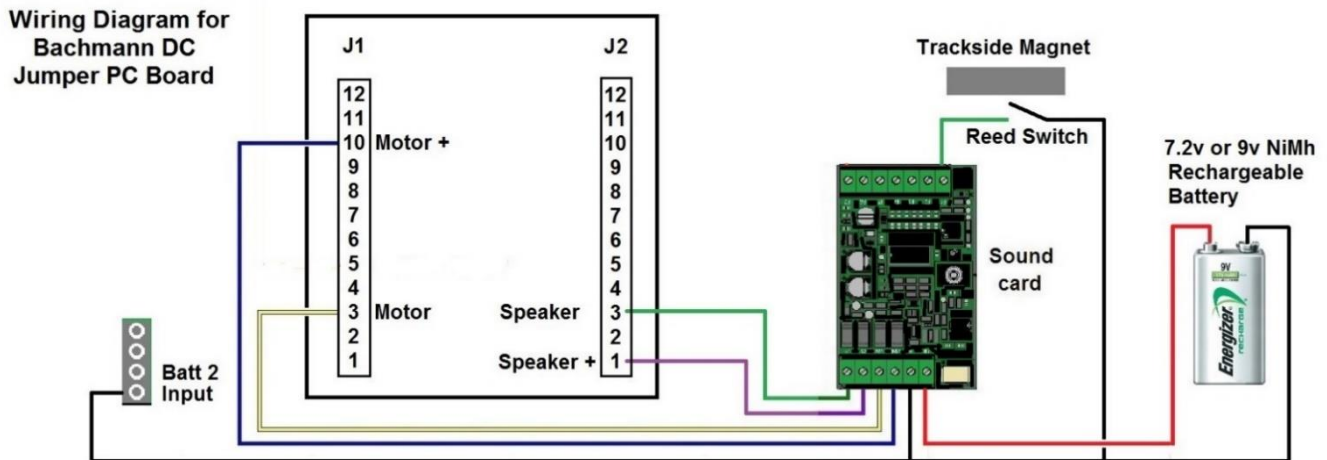 Wiring Diagram for
Bachmann DC
Jumper PC Board
J1
J2
12
11
10 Motor +
9
8
7
6
5
4
3 Motor
2
1
12
11
10
9
8
7
6
5
4
Speaker 3
2
Speaker + 1
Batt 2
Input
Trackside Magnet
Reed Switch
Sound
card
7.2v or 9v NiMh
Rechargeable
Battery
9V
Energizer
RECHARGE